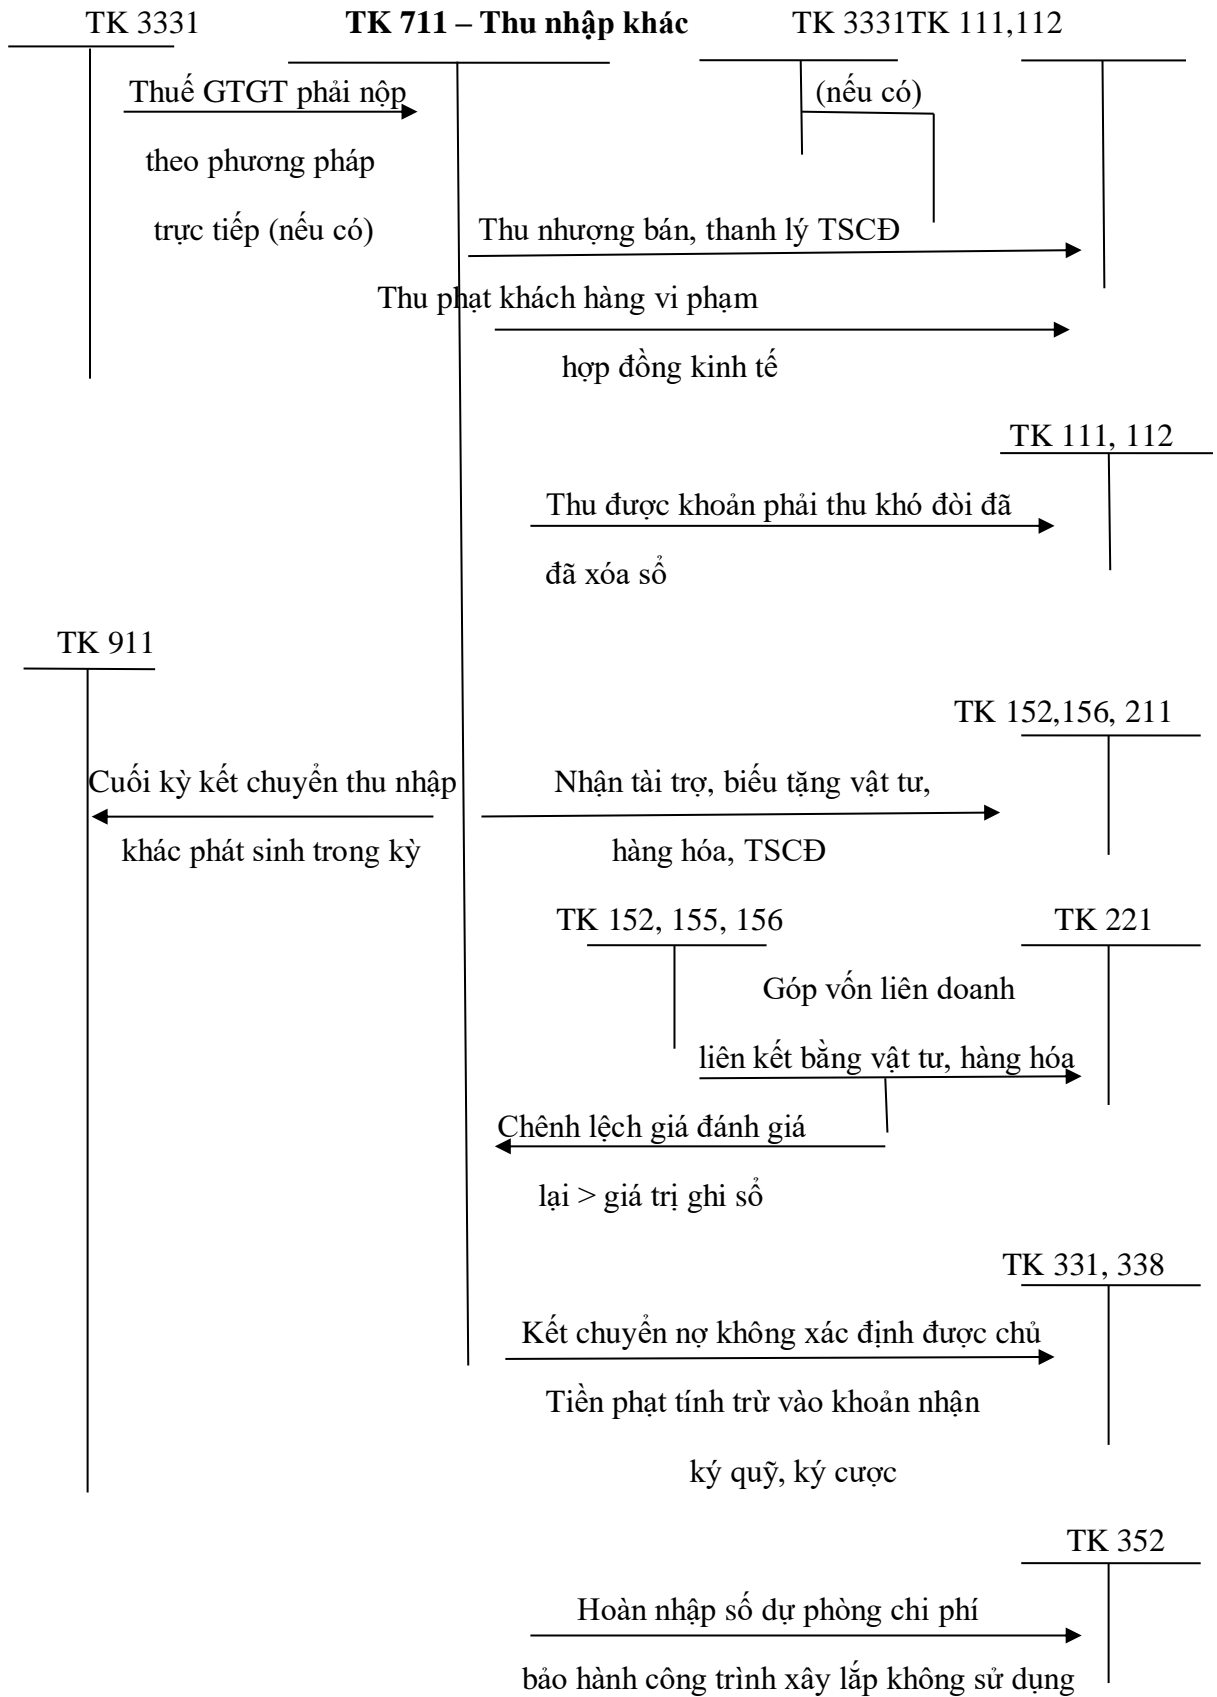 TK 3331 TK 711 – Thu nhập khác TK 3331TK 111,112
Thuế GTGT phải nộp (nếu có)
theo phương pháp
trực tiếp (nếu có) Thu nhượng bán, thanh lý TSCĐ
Thu phạt khách hàng vi phạm
hợp đồng kinh tế
TK 111, 112
Thu được khoản phải thu khó đòi đã
đã xóa sổ
TK 911
TK 152,156, 211
Cuối kỳ kết chuyển thu nhập Nhận tài trợ, biếu tặng vật tư,
khác phát sinh trong kỳ hàng hóa, TSCĐ
TK 152, 155, 156 TK 221
Góp vốn liên doanh
liên kết bằng vật tư, hàng hóa
Chênh lệch giá đánh giá
lại > giá trị ghi sổ
TK 331, 338
Kết chuyển nợ không xác định được chủ
Tiền phạt tính trừ vào khoản nhận
ký quỹ, ký cược
TK 352
Hoàn nhập số dự phòng chi phí
bảo hành công trình xây lắp không sử dụng